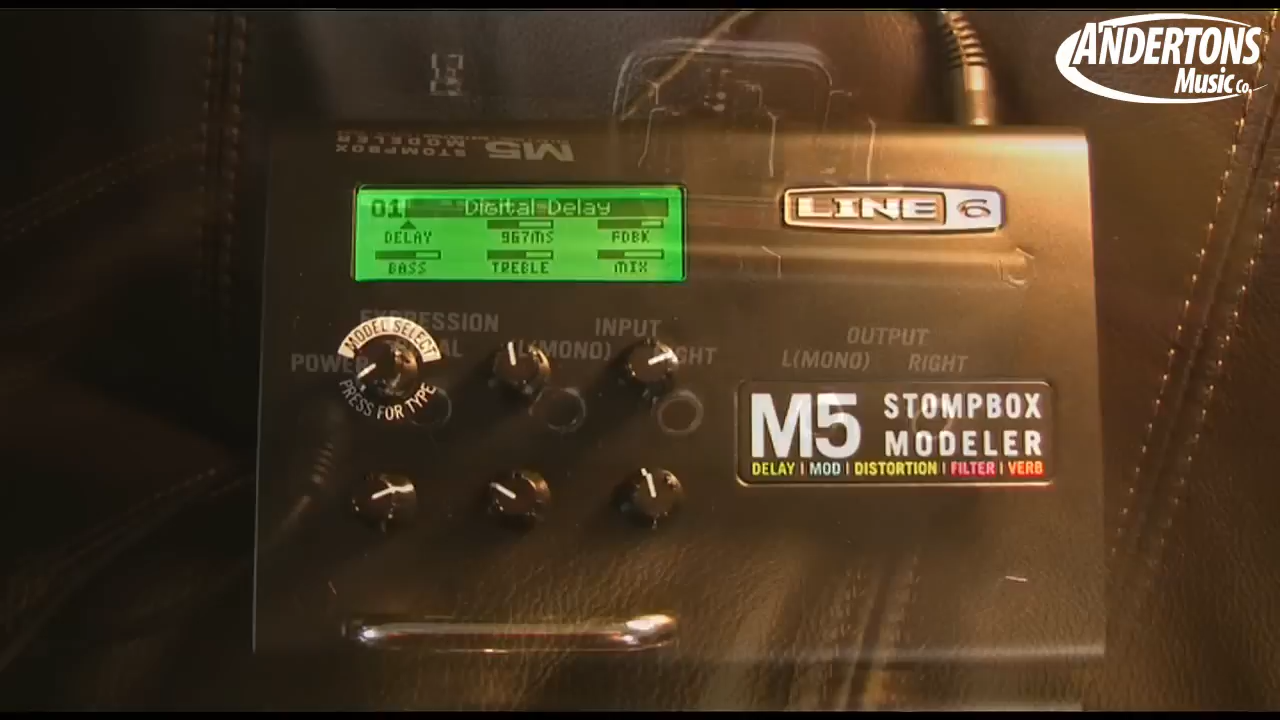 ANDERTONS
Music Co.
M5 STOMPBOX
MODELER
LINE 6
01 Digital Delay
DELAY 967MS FDBK
BASS TREBLE MIX
MODEL SELECT
PRESS FOR TYPE
EXPRESSION INPUT OUTPUT
POWER L(MONO) L(MONO) RIGHT
M5 STOMPBOX
MODELER
DELAY | MOD | DISTORTION | FILTER | VERB